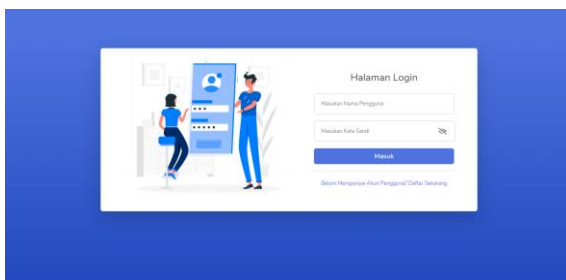 Halaman Login
Masukan Nama Pengguna
Masukan Kata Sandi
Masuk
Belum Mempunyai Akun Pengguna? Daftar Sekarang